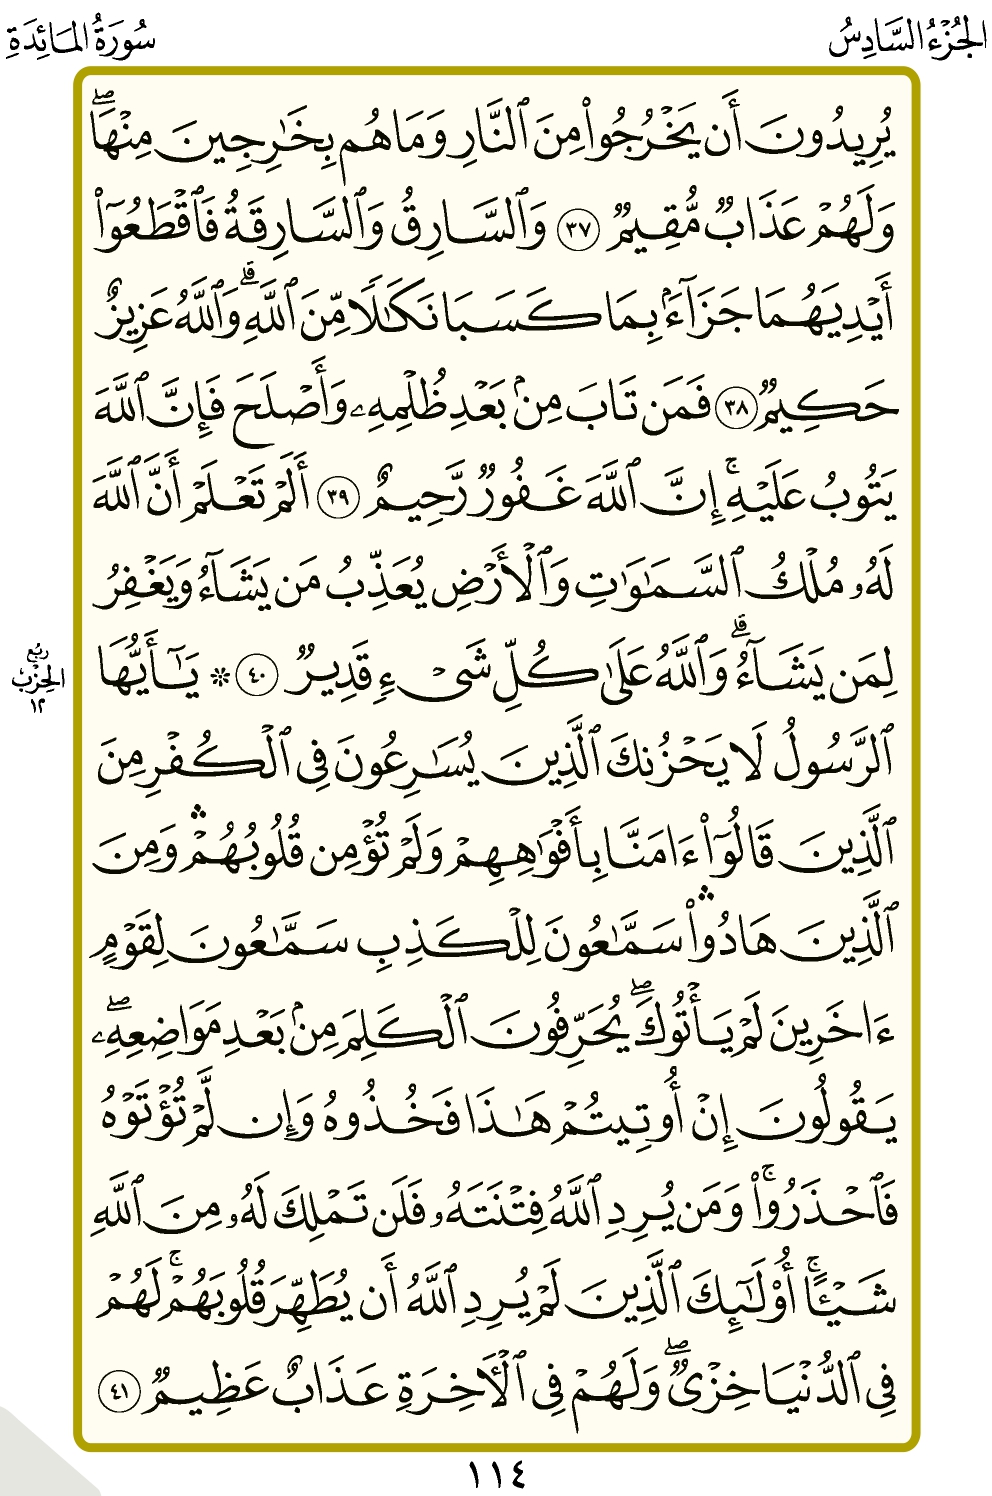 الجُزْءُ السَّادِسُ
سُورَةُ المَائِدَةِ
يُرِيدُونَ أَن يَخْرُجُوا۟ مِنَ ٱلنَّارِ وَمَا هُم بِخَـٰرِجِينَ مِنْهَا ۖ
وَلَهُمْ عَذَابٌ مُّقِيمٌ ٣٧ وَٱلسَّارِقُ وَٱلسَّارِقَةُ فَٱقْطَعُوٓا۟
أَيْدِيَهُمَا جَزَآءًۢ بِمَا كَسَبَا نَكَـٰلًا مِّنَ ٱللَّهِ ۗ وَٱللَّهُ عَزِيزٌ
حَكِيمٌ ٣٨ فَمَن تَابَ مِنۢ بَعْدِ ظُلْمِهِۦ وَأَصْلَحَ فَإِنَّ ٱللَّهَ
يَتُوبُ عَلَيْهِ ۚ إِنَّ ٱللَّهَ غَفُورٌ رَّحِيمٌ ٣٩ أَلَمْ تَعْلَمْ أَنَّ ٱللَّهَ
لَهُۥ مُلْكُ ٱلسَّمَـٰوَٰتِ وَٱلْأَرْضِ يُعَذِّبُ مَن يَشَآءُ وَيَغْفِرُ
لِمَن يَشَآءُ ۗ وَٱللَّهُ عَلَىٰ كُلِّ شَىْءٍ قَدِيرٌ ٤٠ ۞ يَـٰٓأَيُّهَا
ربع
الحزب
١٢
ٱلرَّسُولُ لَا يَحْزُنكَ ٱلَّذِينَ يُسَـٰرِعُونَ فِى ٱلْكُفْرِ مِنَ
ٱلَّذِينَ قَالُوٓا۟ ءَامَنَّا بِأَفْوَٰهِهِمْ وَلَمْ تُؤْمِن قُلُوبُهُمْ ۛ وَمِنَ
ٱلَّذِينَ هَادُوا۟ ۛ سَمَّـٰعُونَ لِلْكَذِبِ سَمَّـٰعُونَ لِقَوْمٍ
ءَاخَرِينَ لَمْ يَأْتُوكَ ۖ يُحَرِّفُونَ ٱلْكَلِمَ مِنۢ بَعْدِ مَوَاضِعِهِۦ ۖ
يَقُولُونَ إِنْ أُوتِيتُمْ هَـٰذَا فَخُذُوهُ وَإِن لَّمْ تُؤْتَوْهُ
فَٱحْذَرُوا۟ ۚ وَمَن يُرِدِ ٱللَّهُ فِتْنَتَهُۥ فَلَن تَمْلِكَ لَهُۥ مِنَ ٱللَّهِ
شَيْـًٔا ۚ أُو۟لَـٰٓئِكَ ٱلَّذِينَ لَمْ يُرِدِ ٱللَّهُ أَن يُطَهِّرَ قُلُوبَهُمْ ۚ لَهُمْ
فِى ٱلدُّنْيَا خِزْىٌ ۖ وَلَهُمْ فِى ٱلْـَٔاخِرَةِ عَذَابٌ عَظِيمٌ ٤١
١١٤